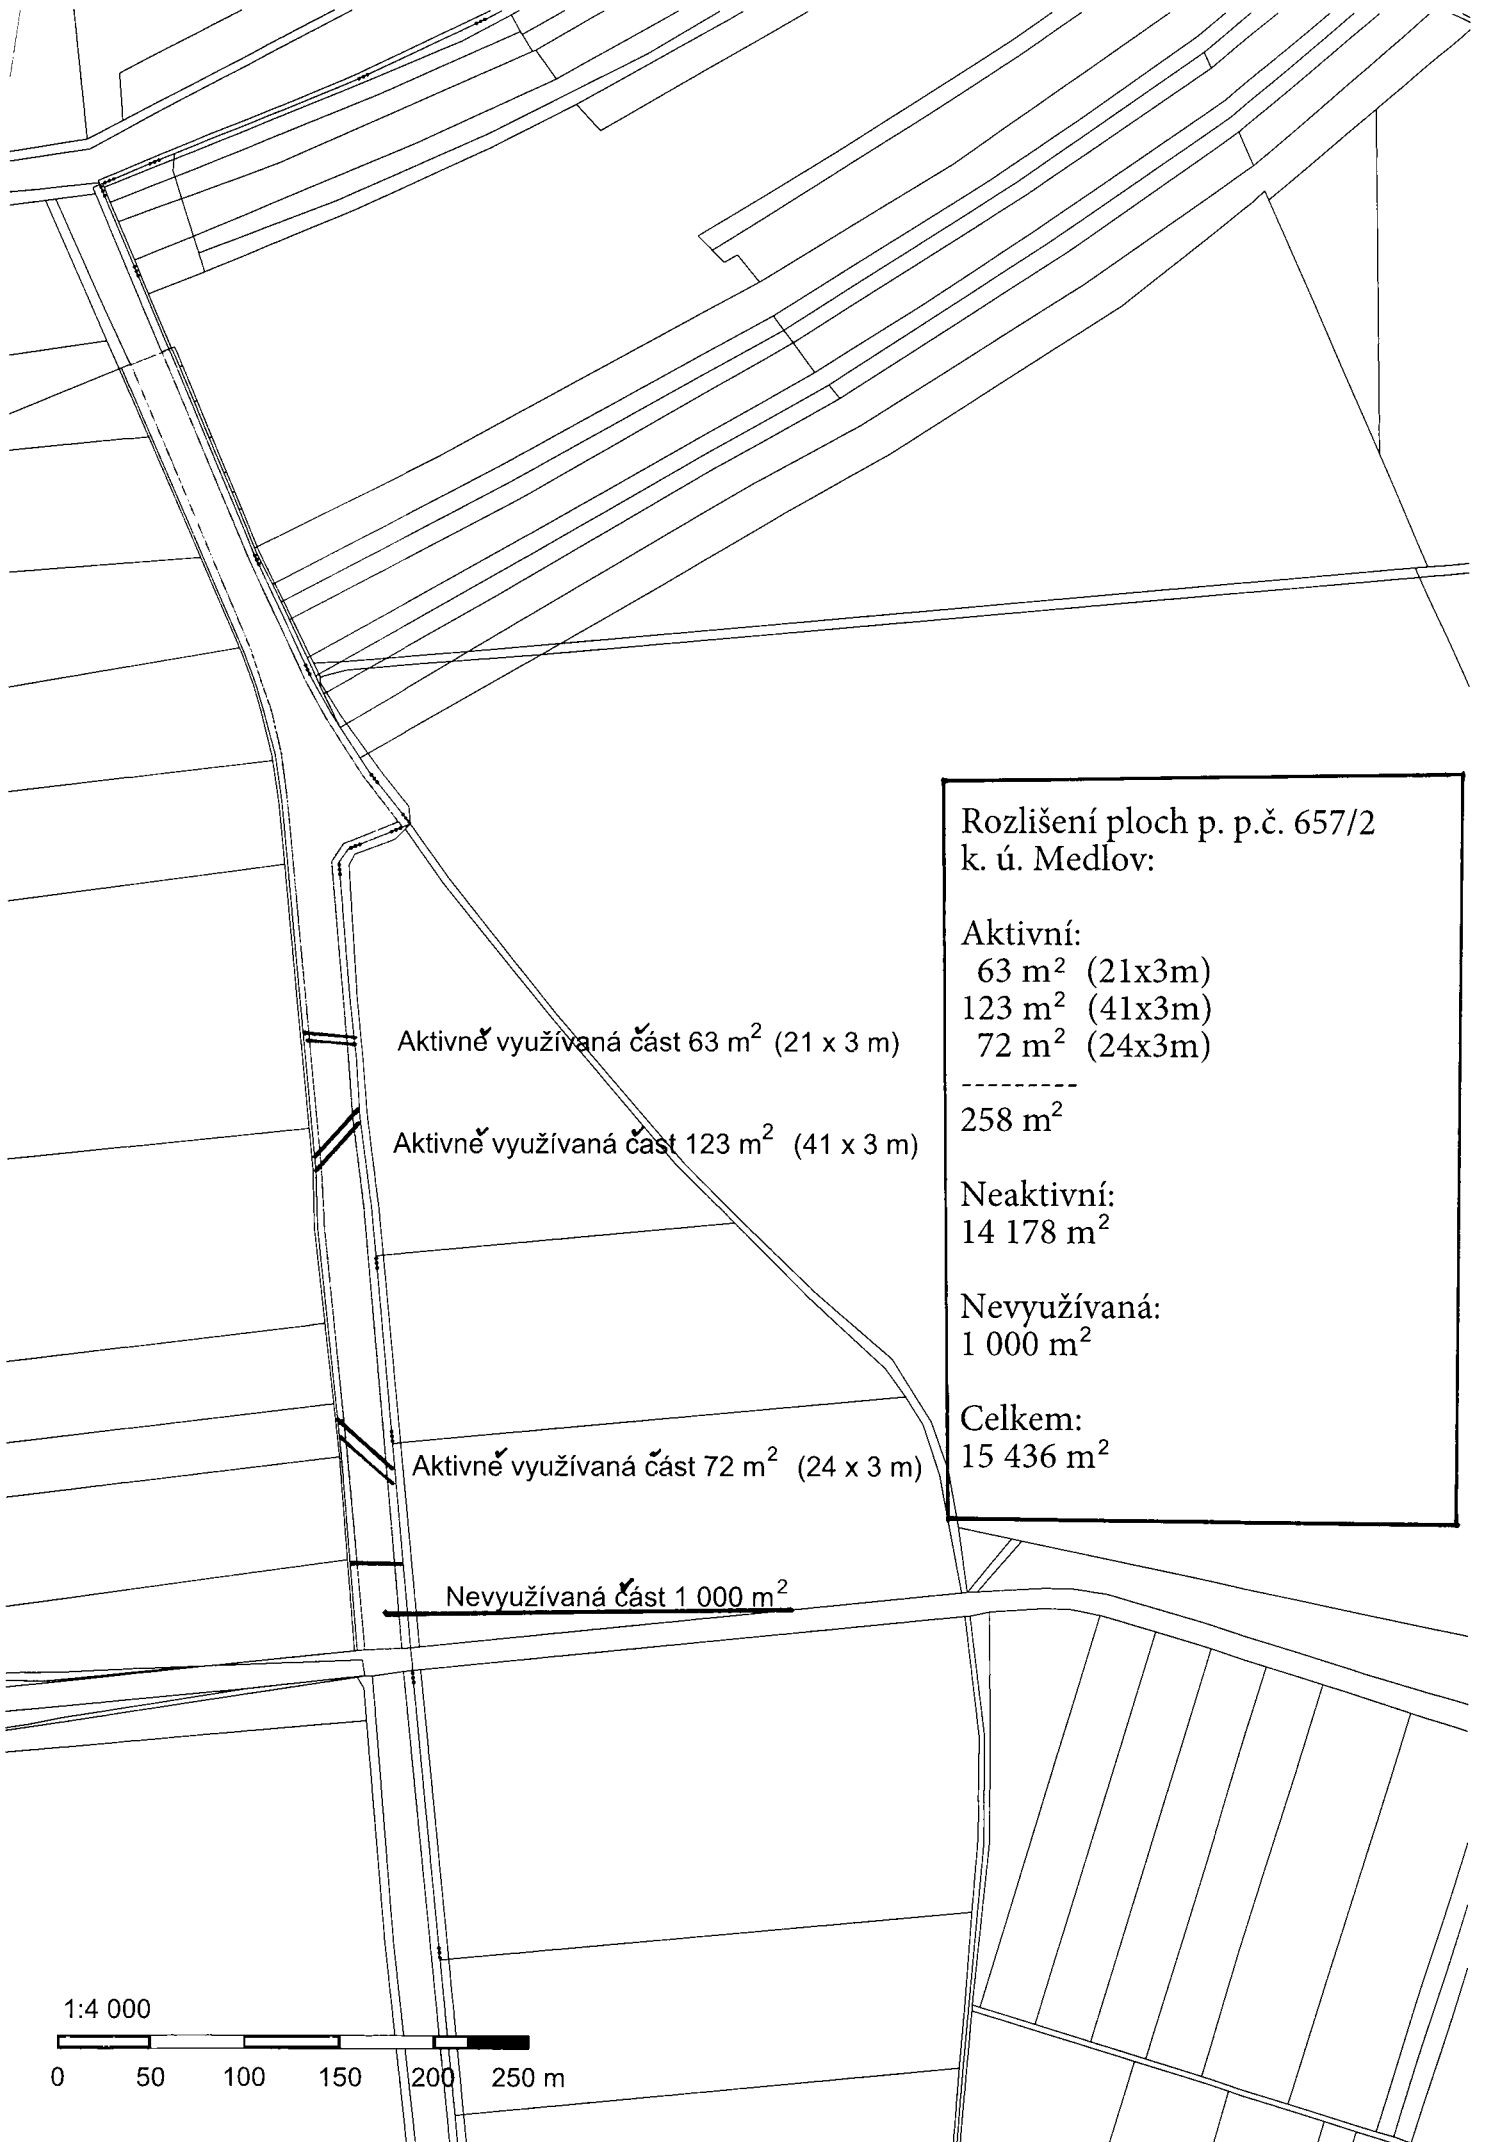 Rozlišení ploch p. p.č. 657/2
k. ú. Medlov:
Aktivní:
63 m² (21x3m)
123 m² (41x3m)
72 m² (24x3m)
---------
258 m²
Neaktivní:
14 178 m²
Nevyužívaná:
1 000 m²
Celkem:
15 436 m²
Aktivně využívaná část 63 m² (21 x 3 m)
Aktivně využívaná část 123 m² (41 x 3 m)
Aktivně využívaná část 72 m² (24 x 3 m)
Nevyužívaná část 1 000 m²
1:4 000
0 50 100 150 200 250 m